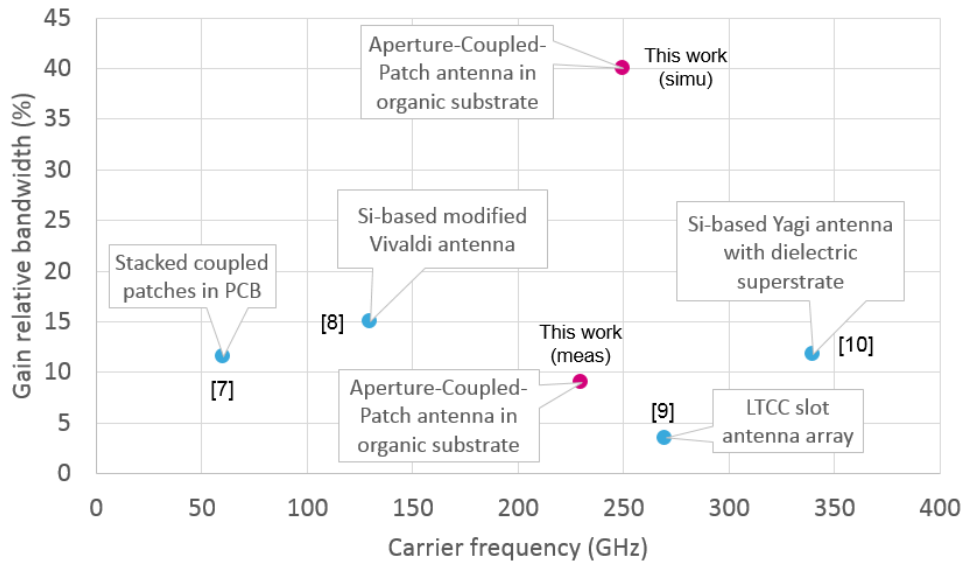 Gain relative bandwidth (%)
45
40
35
30
25
20
15
10
5
0
Aperture-Coupled-
Patch antenna in
organic substrate
This work
(simu)
Stacked coupled
patches in PCB
[7]
Si-based modified
Vivaldi antenna
[8]
Si-based Yagi antenna
with dielectric
superstrate
[10]
This work
(meas)
Aperture-Coupled-
Patch antenna in
organic substrate
[9]
LTCC slot
antenna array
0
50
100
150
200
250
300
350
400
Carrier frequency (GHz)